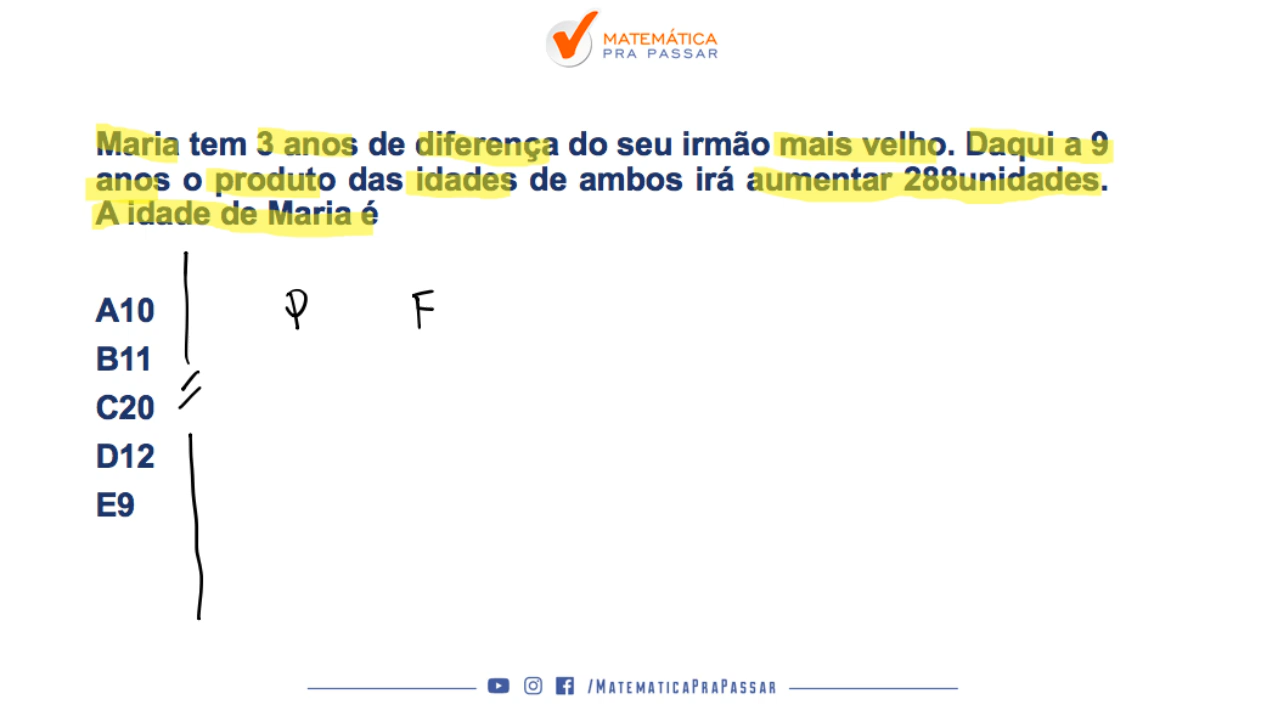 MATEMÁTICA
PRA PASSAR
Maria tem 3 anos de diferença do seu irmão mais velho. Daqui a 9
anos o produto das idades de ambos irá aumentar 288unidades.
A idade de Maria é
P F
A10
B11
C20
D12
E9
/MATEMATICAPRAPASSAR